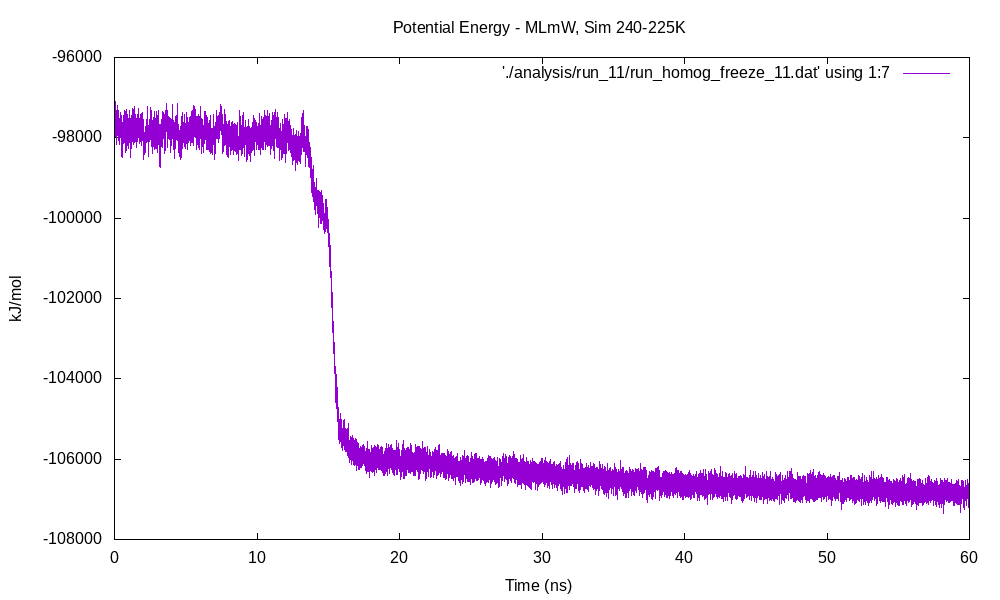 Potential Energy - MLmW, Sim 240-225K
'./analysis/run_11/run_homog_freeze_11.dat' using 1:7
-96000
-98000
-100000
-102000
-104000
-106000
-108000
kJ/mol
0 10 20 30 40 50 60
Time (ns)